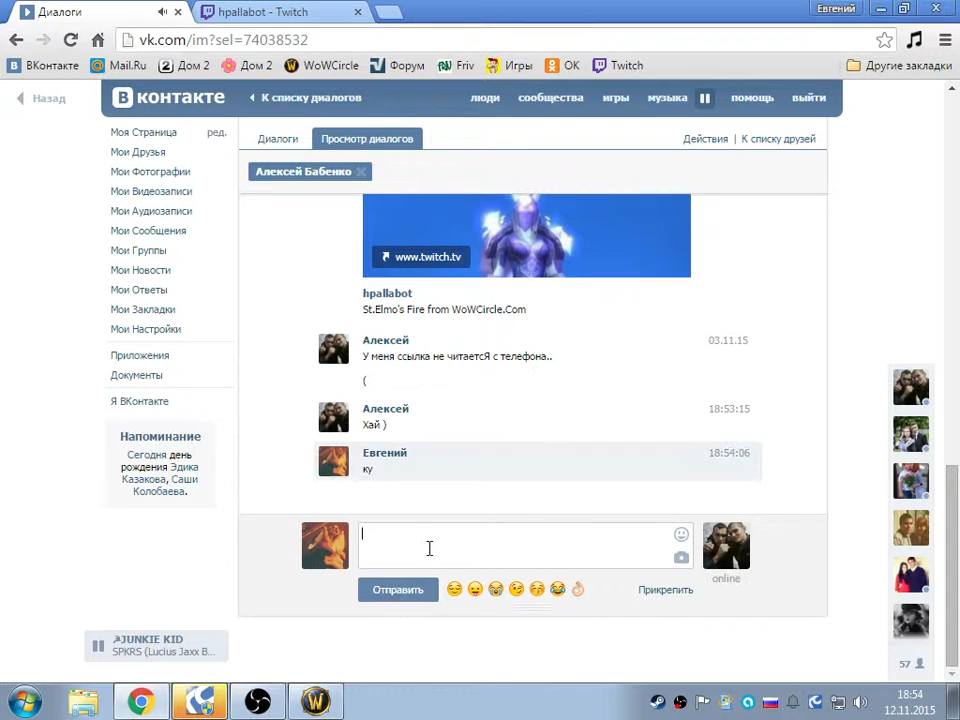 Диалоги
hpallabot - Twitch
Евгений
vk.com/im?sel=74038532
ВКонтакте
Mail.Ru
Дом 2
Дом 2
WoWCircle
Форум
Friv
Игры
OK
Twitch
Другие закладки
Назад
В контакте
К списку диалогов
люди
сообщества
игры
музыка
помощь
выйти
Моя Страница
ред.
Мои Друзья
Мои Фотографии
Мои Видеозаписи
Мои Аудиозаписи
Мои Сообщения
Мои Группы
Мои Новости
Мои Ответы
Мои Закладки
Мои Настройки
Приложения
Документы
Я ВКонтакте
Напоминание
Сегодня день
рождения Эдика
Казакова, Саши
Колобаева.
JUNKIE KID
SPKRS (Lucius Jaxx B...
Диалоги
Просмотр диалогов
Действия | К списку друзей
Алексей Бабенко
www.twitch.tv
hpallabot
St.Elmo's Fire from WoWCircle.Com
Алексей
03.11.15
У меня ссылка не читаетсЯ с телефона..
(
Алексей
18:53:15
Хай )
Евгений
18:54:06
ку
online
Отправить
Прикрепить
57
18:54
12.11.2015